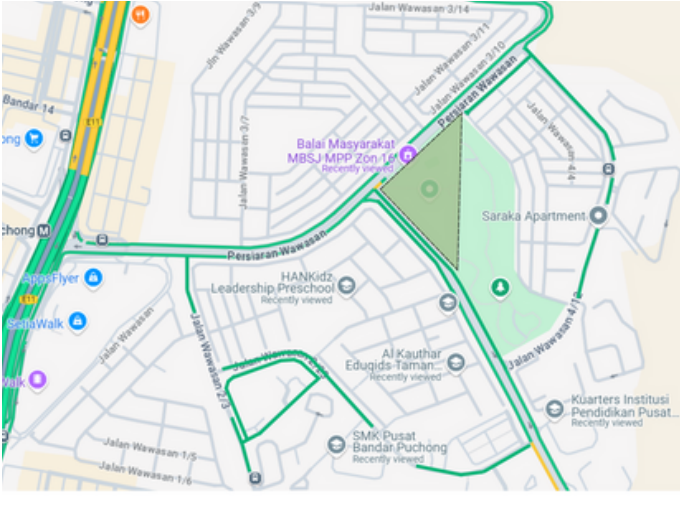 Jalan Wawasan 3/14
Jln Wawasan 3/9
Jalan Wawasan 3/11
Jalan Wawasan 3/10
Persiaran Wawasan
Bandar 14
E11
ong
Jalan Wawasan 3/7
Balai Masyarakat
MBSJ MPP Zon 16
Recently viewed
Jalan Wawasan 4/4
Saraka Apartment
chong M
Persiaran Wawasan
AppsFlyer
HANKidz
Leadership Preschool
Recently viewed
E11
SetiaWalk
Walk
Jalan Wawasan
Jalan Wawasan 2/3
Jalan Wawasan 4/12
Al Kauthar
Eduqids Taman...
Recently viewed
Kuarters Institusi
Pendidikan Pusat...
Recently viewed
SMK Pusat
Bandar Puchong
Recently viewed
Jalan Wawasan 1/5
Jalan Wawasan 1/6